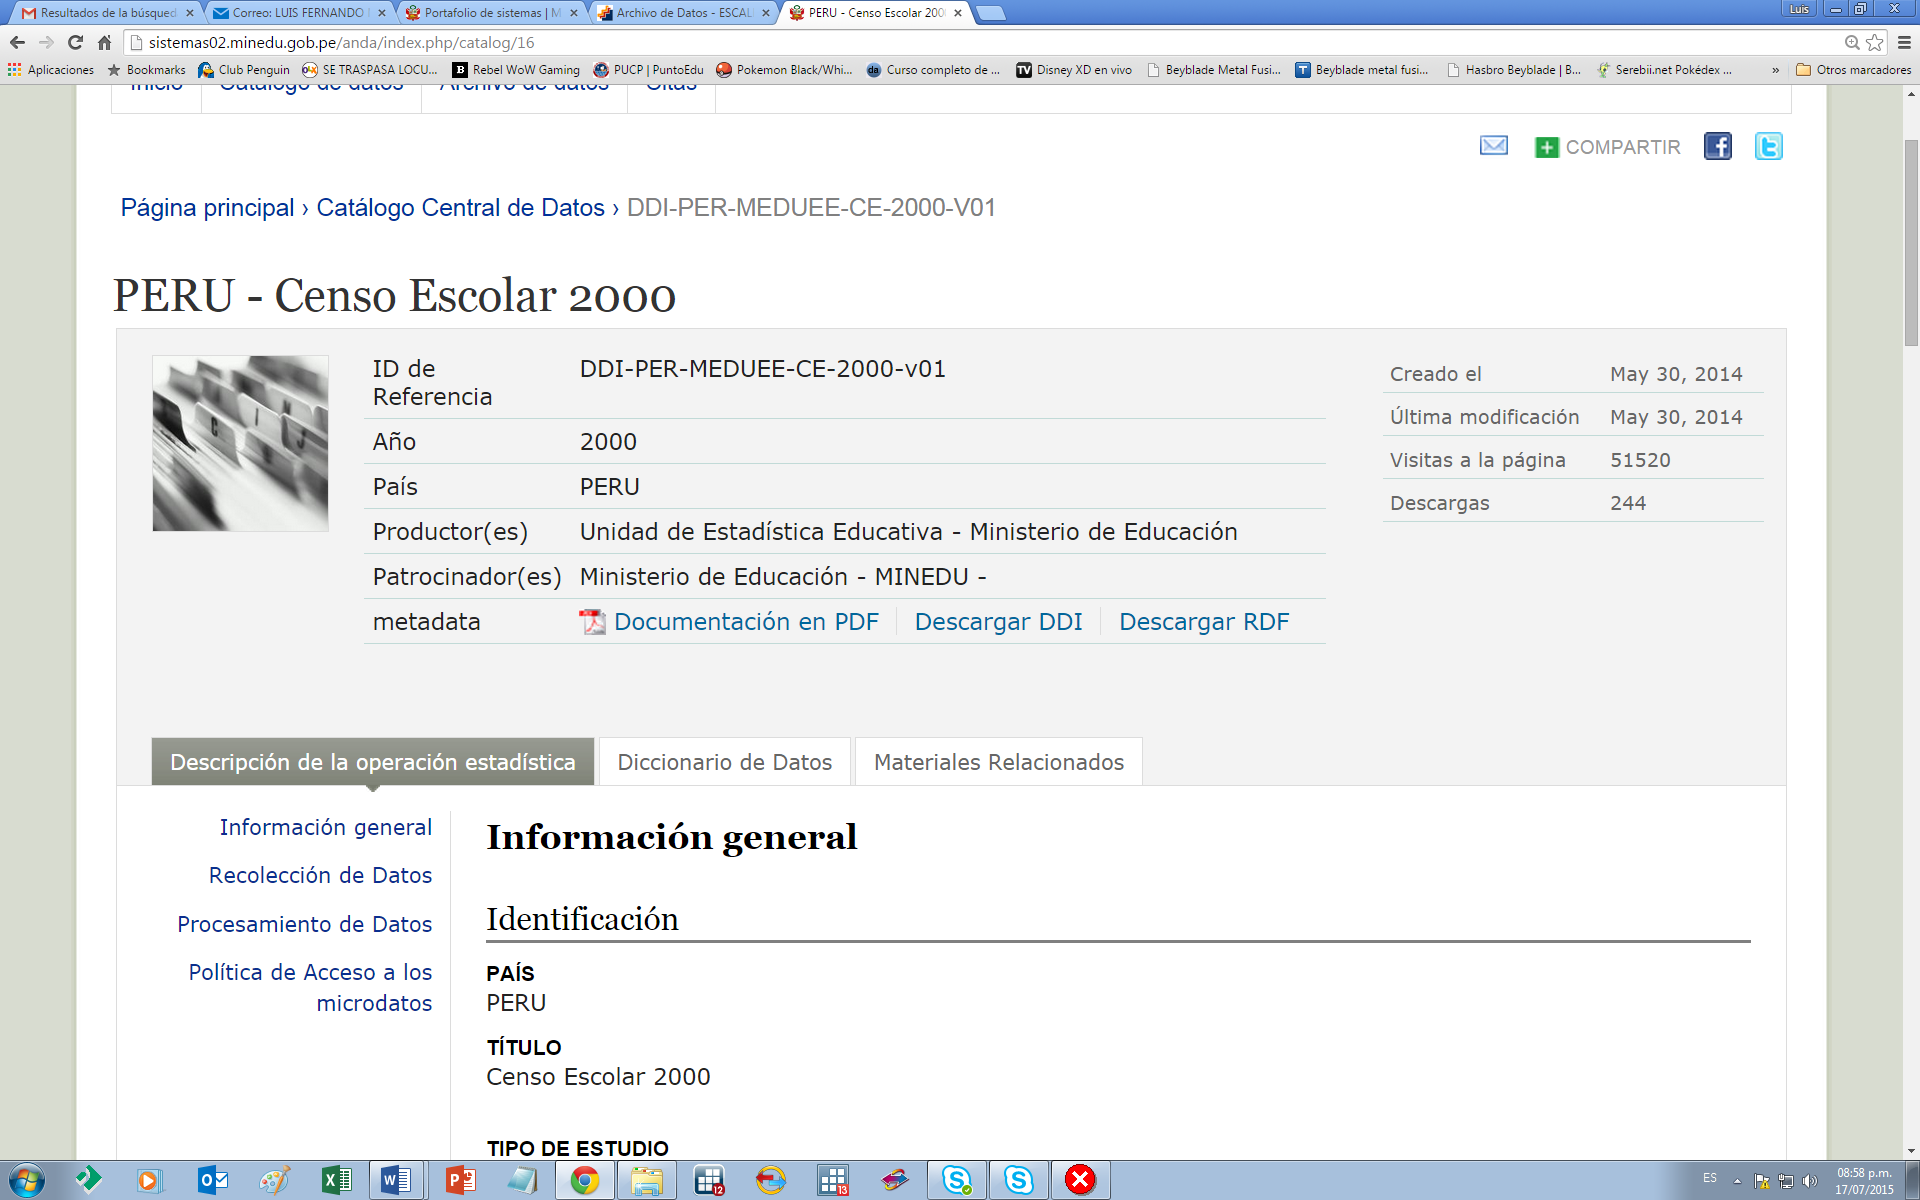 Resultados de la búsqued
Correo: LUIS FERNANDO
Portafolio de sistemas | M
Archivo de Datos - ESCAL
PERU - Censo Escolar 200
Luis
sistemas02.minedu.gob.pe/anda/index.php/catalog/16
Aplicaciones
Bookmarks
Club Penguin
SE TRASPASA LOCU...
Rebel WoW Gaming
PUCP | PuntoEdu
Pokemon Black/Whi...
Curso completo de ...
Disney XD en vivo
Beyblade Metal Fusi...
Beyblade metal fusi...
Hasbro Beyblade | B...
Serebii.net Pokédex ...
»
Otros marcadores
Inicio
Catálogo de datos
Archivo de datos
Citas
COMPARTIR
Página principal › Catálogo Central de Datos › DDI-PER-MEDUEE-CE-2000-V01
PERU - Censo Escolar 2000
ID de Referencia DDI-PER-MEDUEE-CE-2000-v01
Año 2000
País PERU
Productor(es) Unidad de Estadística Educativa - Ministerio de Educación
Patrocinador(es) Ministerio de Educación - MINEDU -
metadata Documentación en PDF Descargar DDI Descargar RDF
Creado el May 30, 2014
Última modificación May 30, 2014
Visitas a la página 51520
Descargas 244
Descripción de la operación estadística
Diccionario de Datos
Materiales Relacionados
Información general
Recolección de Datos
Procesamiento de Datos
Política de Acceso a los
microdatos
Información general
Identificación
PAÍS
PERU
TÍTULO
Censo Escolar 2000
TIPO DE ESTUDIO
ES
08:58 p.m.
17/07/2015